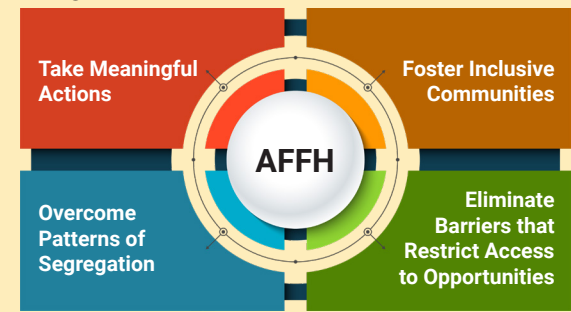 Take Meaningful
Actions
Foster Inclusive
Communities
AFFH
Overcome
Patterns of
Segregation
Eliminate
Barriers that
Restrict Access
to Opportunities